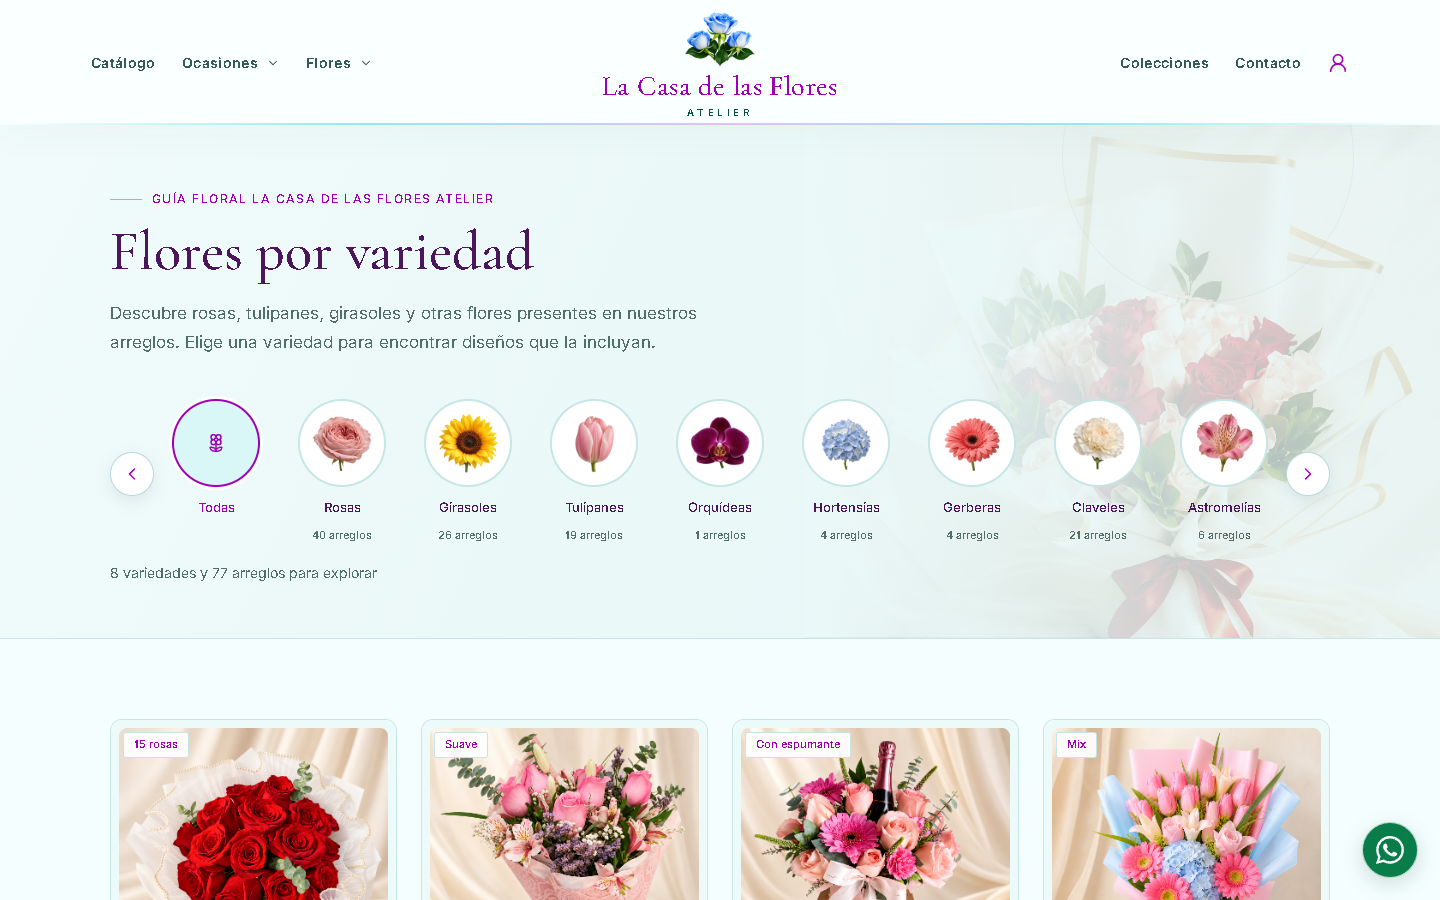 Catálogo
Ocasiones
Flores
La Casa de las Flores
ATELIER
Colecciones
Contacto
GUÍA FLORAL LA CASA DE LAS FLORES ATELIER
Flores por variedad
Descubre rosas, tulipanes, girasoles y otras flores presentes en nuestros
arreglos. Elige una variedad para encontrar diseños que la incluyan.
Todas
Rosas
40 arreglos
Girasoles
26 arreglos
Tulipanes
19 arreglos
Orquídeas
1 arreglos
Hortensias
4 arreglos
Gerberas
4 arreglos
Claveles
21 arreglos
Astromelias
6 arreglos
8 variedades y 77 arreglos para explorar
15 rosas
Suave
Con espumante
Mix